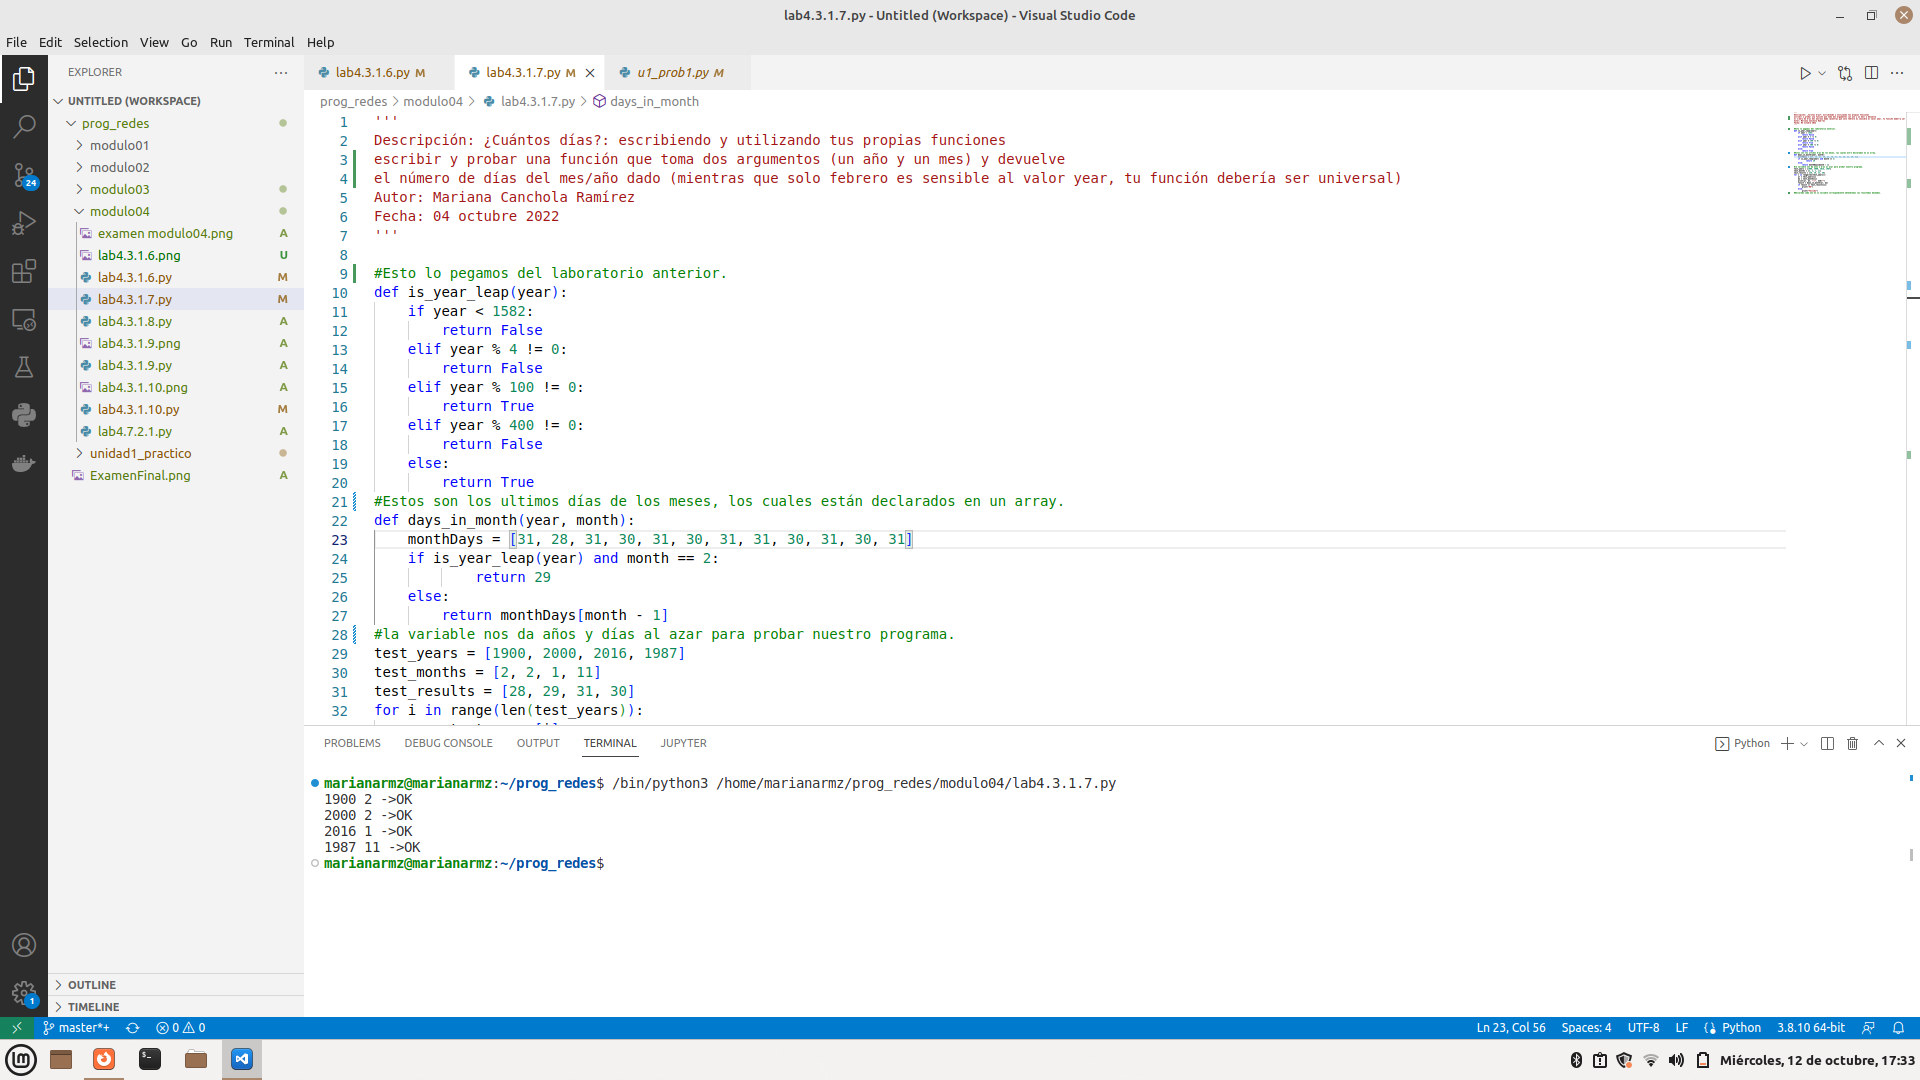 lab4.3.1.7.py - Untitled (Workspace) - Visual Studio Code
File Edit Selection View Go Run Terminal Help
EXPLORER
UNTITLED (WORKSPACE)
prog_redes
modulo01
modulo02
modulo03
modulo04
examen modulo04.png A
lab4.3.1.6.png U
lab4.3.1.6.py M
lab4.3.1.7.py M
lab4.3.1.8.py A
lab4.3.1.9.png A
lab4.3.1.9.py A
lab4.3.1.10.png A
lab4.3.1.10.py M
lab4.7.2.1.py A
unidad1_practico
ExamenFinal.png A
OUTLINE
TIMELINE
24
1
lab4.3.1.6.py M lab4.3.1.7.py M u1_prob1.py M
prog_redes > modulo04 > lab4.3.1.7.py > days_in_month
1 '''
2 Descripción: ¿Cuántos días?: escribiendo y utilizando tus propias funciones
3 escribir y probar una función que toma dos argumentos (un año y un mes) y devuelve
4 el número de días del mes/año dado (mientras que solo febrero es sensible al valor year, tu función debería ser universal)
5 Autor: Mariana Canchola Ramírez
6 Fecha: 04 octubre 2022
7 '''
8
9 #Esto lo pegamos del laboratorio anterior.
10 def is_year_leap(year):
11 if year < 1582:
12 return False
13 elif year % 4 != 0:
14 return False
15 elif year % 100 != 0:
16 return True
17 elif year % 400 != 0:
18 return False
19 else:
20 return True
21 #Estos son los ultimos días de los meses, los cuales están declarados en un array.
22 def days_in_month(year, month):
23 monthDays = [31, 28, 31, 30, 31, 30, 31, 31, 30, 31, 30, 31]
24 if is_year_leap(year) and month == 2:
25 return 29
26 else:
27 return monthDays[month - 1]
28 #la variable nos da años y días al azar para probar nuestro programa.
29 test_years = [1900, 2000, 2016, 1987]
30 test_months = [2, 2, 1, 11]
31 test_results = [28, 29, 31, 30]
32 for i in range(len(test_years)):
PROBLEMS DEBUG CONSOLE OUTPUT TERMINAL JUPYTER Python
marianarmz@marianarmz:~/prog_redes$ /bin/python3 /home/marianarmz/prog_redes/modulo04/lab4.3.1.7.py
1900 2 ->OK
2000 2 ->OK
2016 1 ->OK
1987 11 ->OK
marianarmz@marianarmz:~/prog_redes$
master*+ 0 0 Ln 23, Col 56 Spaces: 4 UTF-8 LF Python 3.8.10 64-bit
Miércoles, 12 de octubre, 17:33